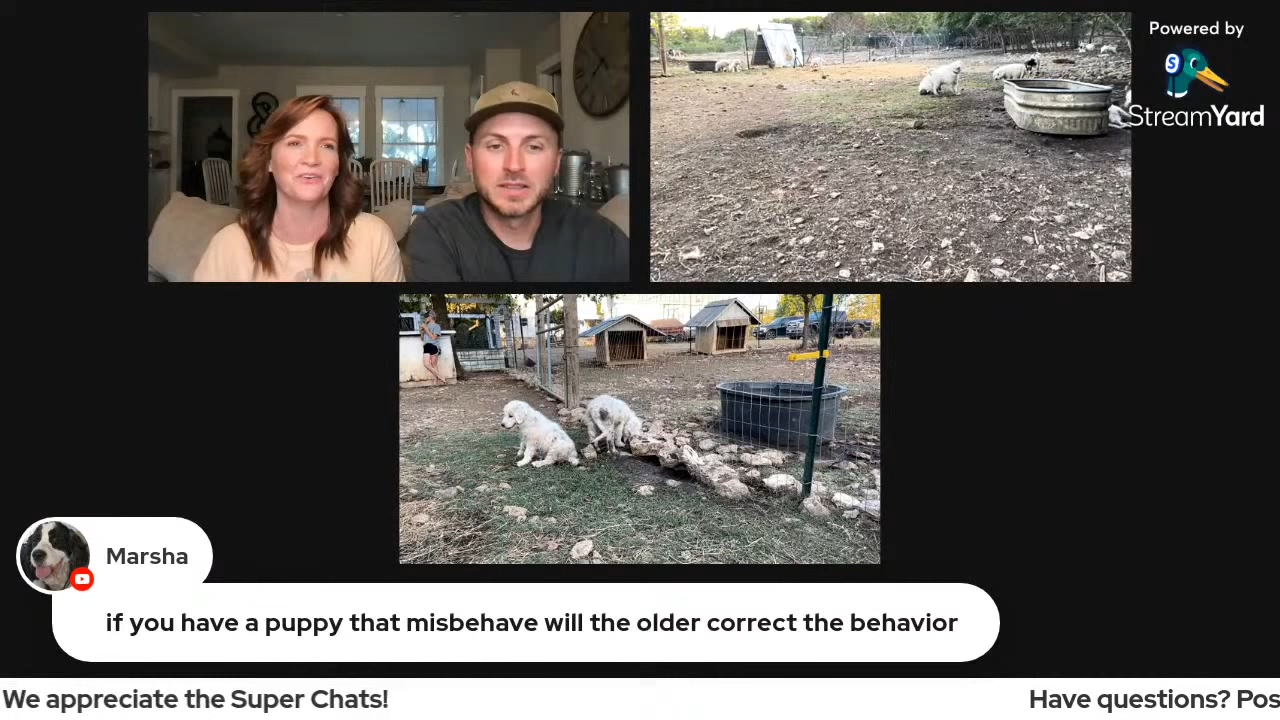 Powered by
S
StreamYard
Marsha
if you have a puppy that misbehave will the older correct the behavior
We appreciate the Super Chats!
Have questions? Pos